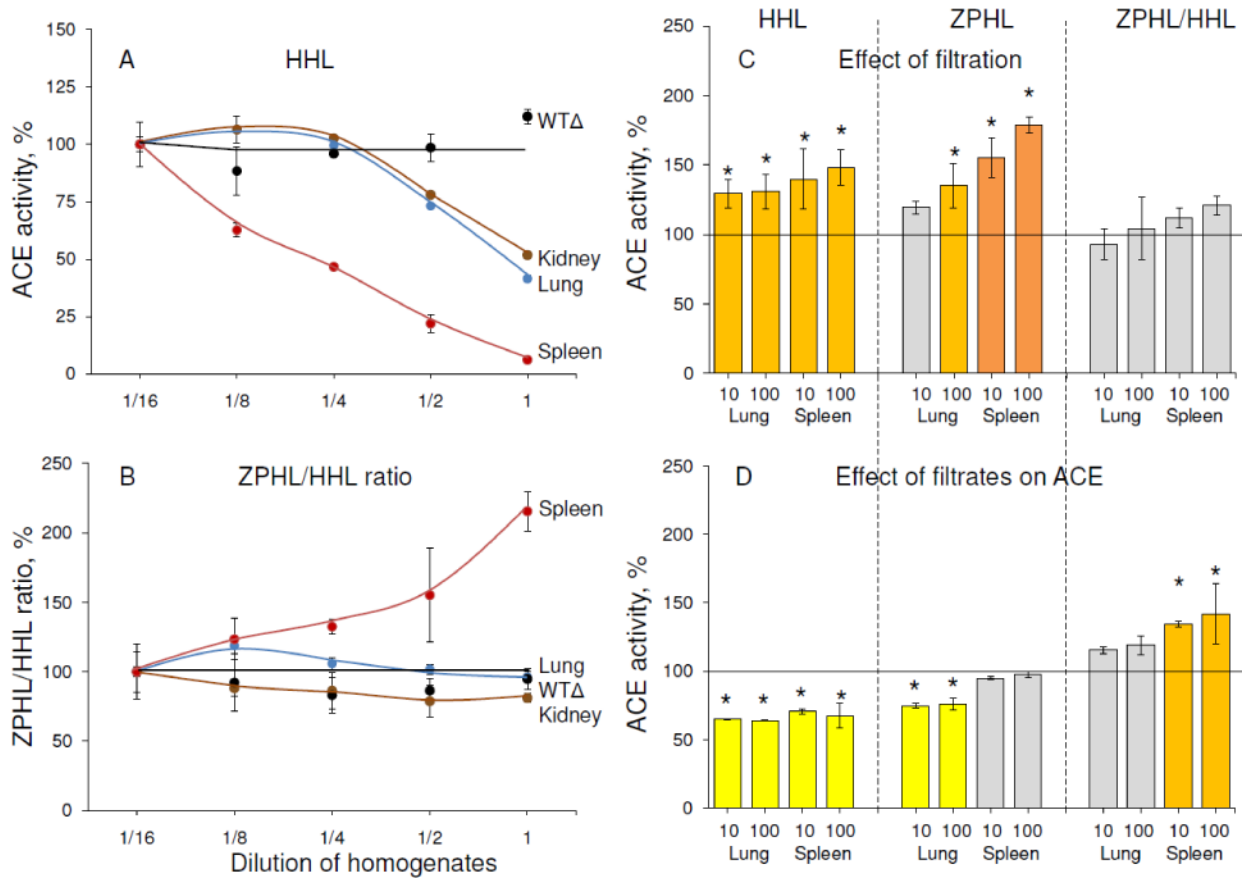 A HHL
ACE activity, %
150
125
100
75
50
25
0
WTΔ
Kidney
Lung
Spleen
1/16 1/8 1/4 1/2 1
B ZPHL/HHL ratio
ZPHL/HHL ratio, %
250
200
150
100
50
0
Spleen
Lung
WTΔ
Kidney
1/16 1/8 1/4 1/2 1
Dilution of homogenates
HHL ZPHL ZPHL/HHL
C Effect of filtration
ACE activity, %
250
200
150
100
50
0
* * * * * * *
10 100 10 100 10 100 10 100 10 100 10 100
Lung Spleen Lung Spleen Lung Spleen
D Effect of filtrates on ACE
ACE activity, %
250
200
150
100
50
0
* * * * * * * *
10 100 10 100 10 100 10 100 10 100 10 100
Lung Spleen Lung Spleen Lung Spleen